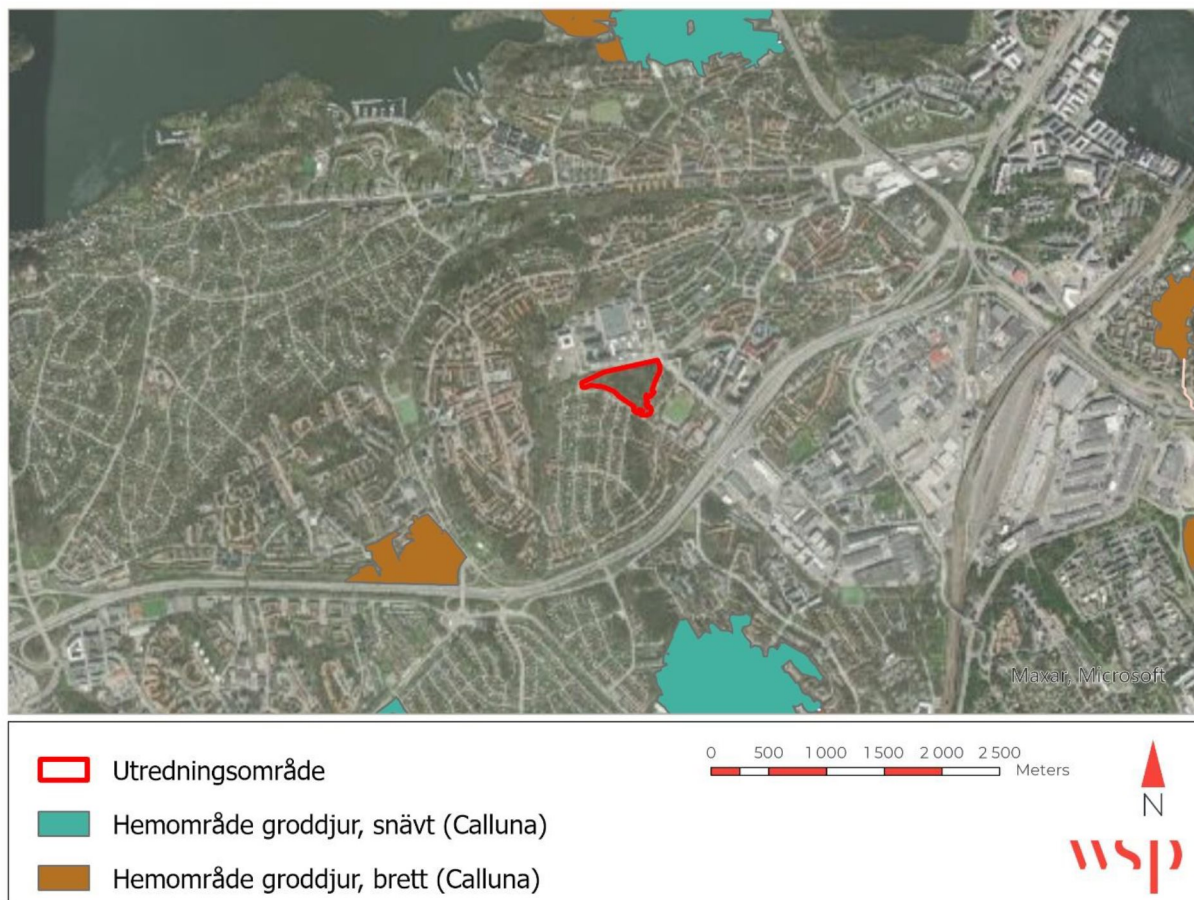 Maxar, Microsoft
Utredningsområde
Hemområde groddjur, snävt (Calluna)
Hemområde groddjur, brett (Calluna)
0 500 1 000 1 500 2 000 2 500
Meters
N
wsp